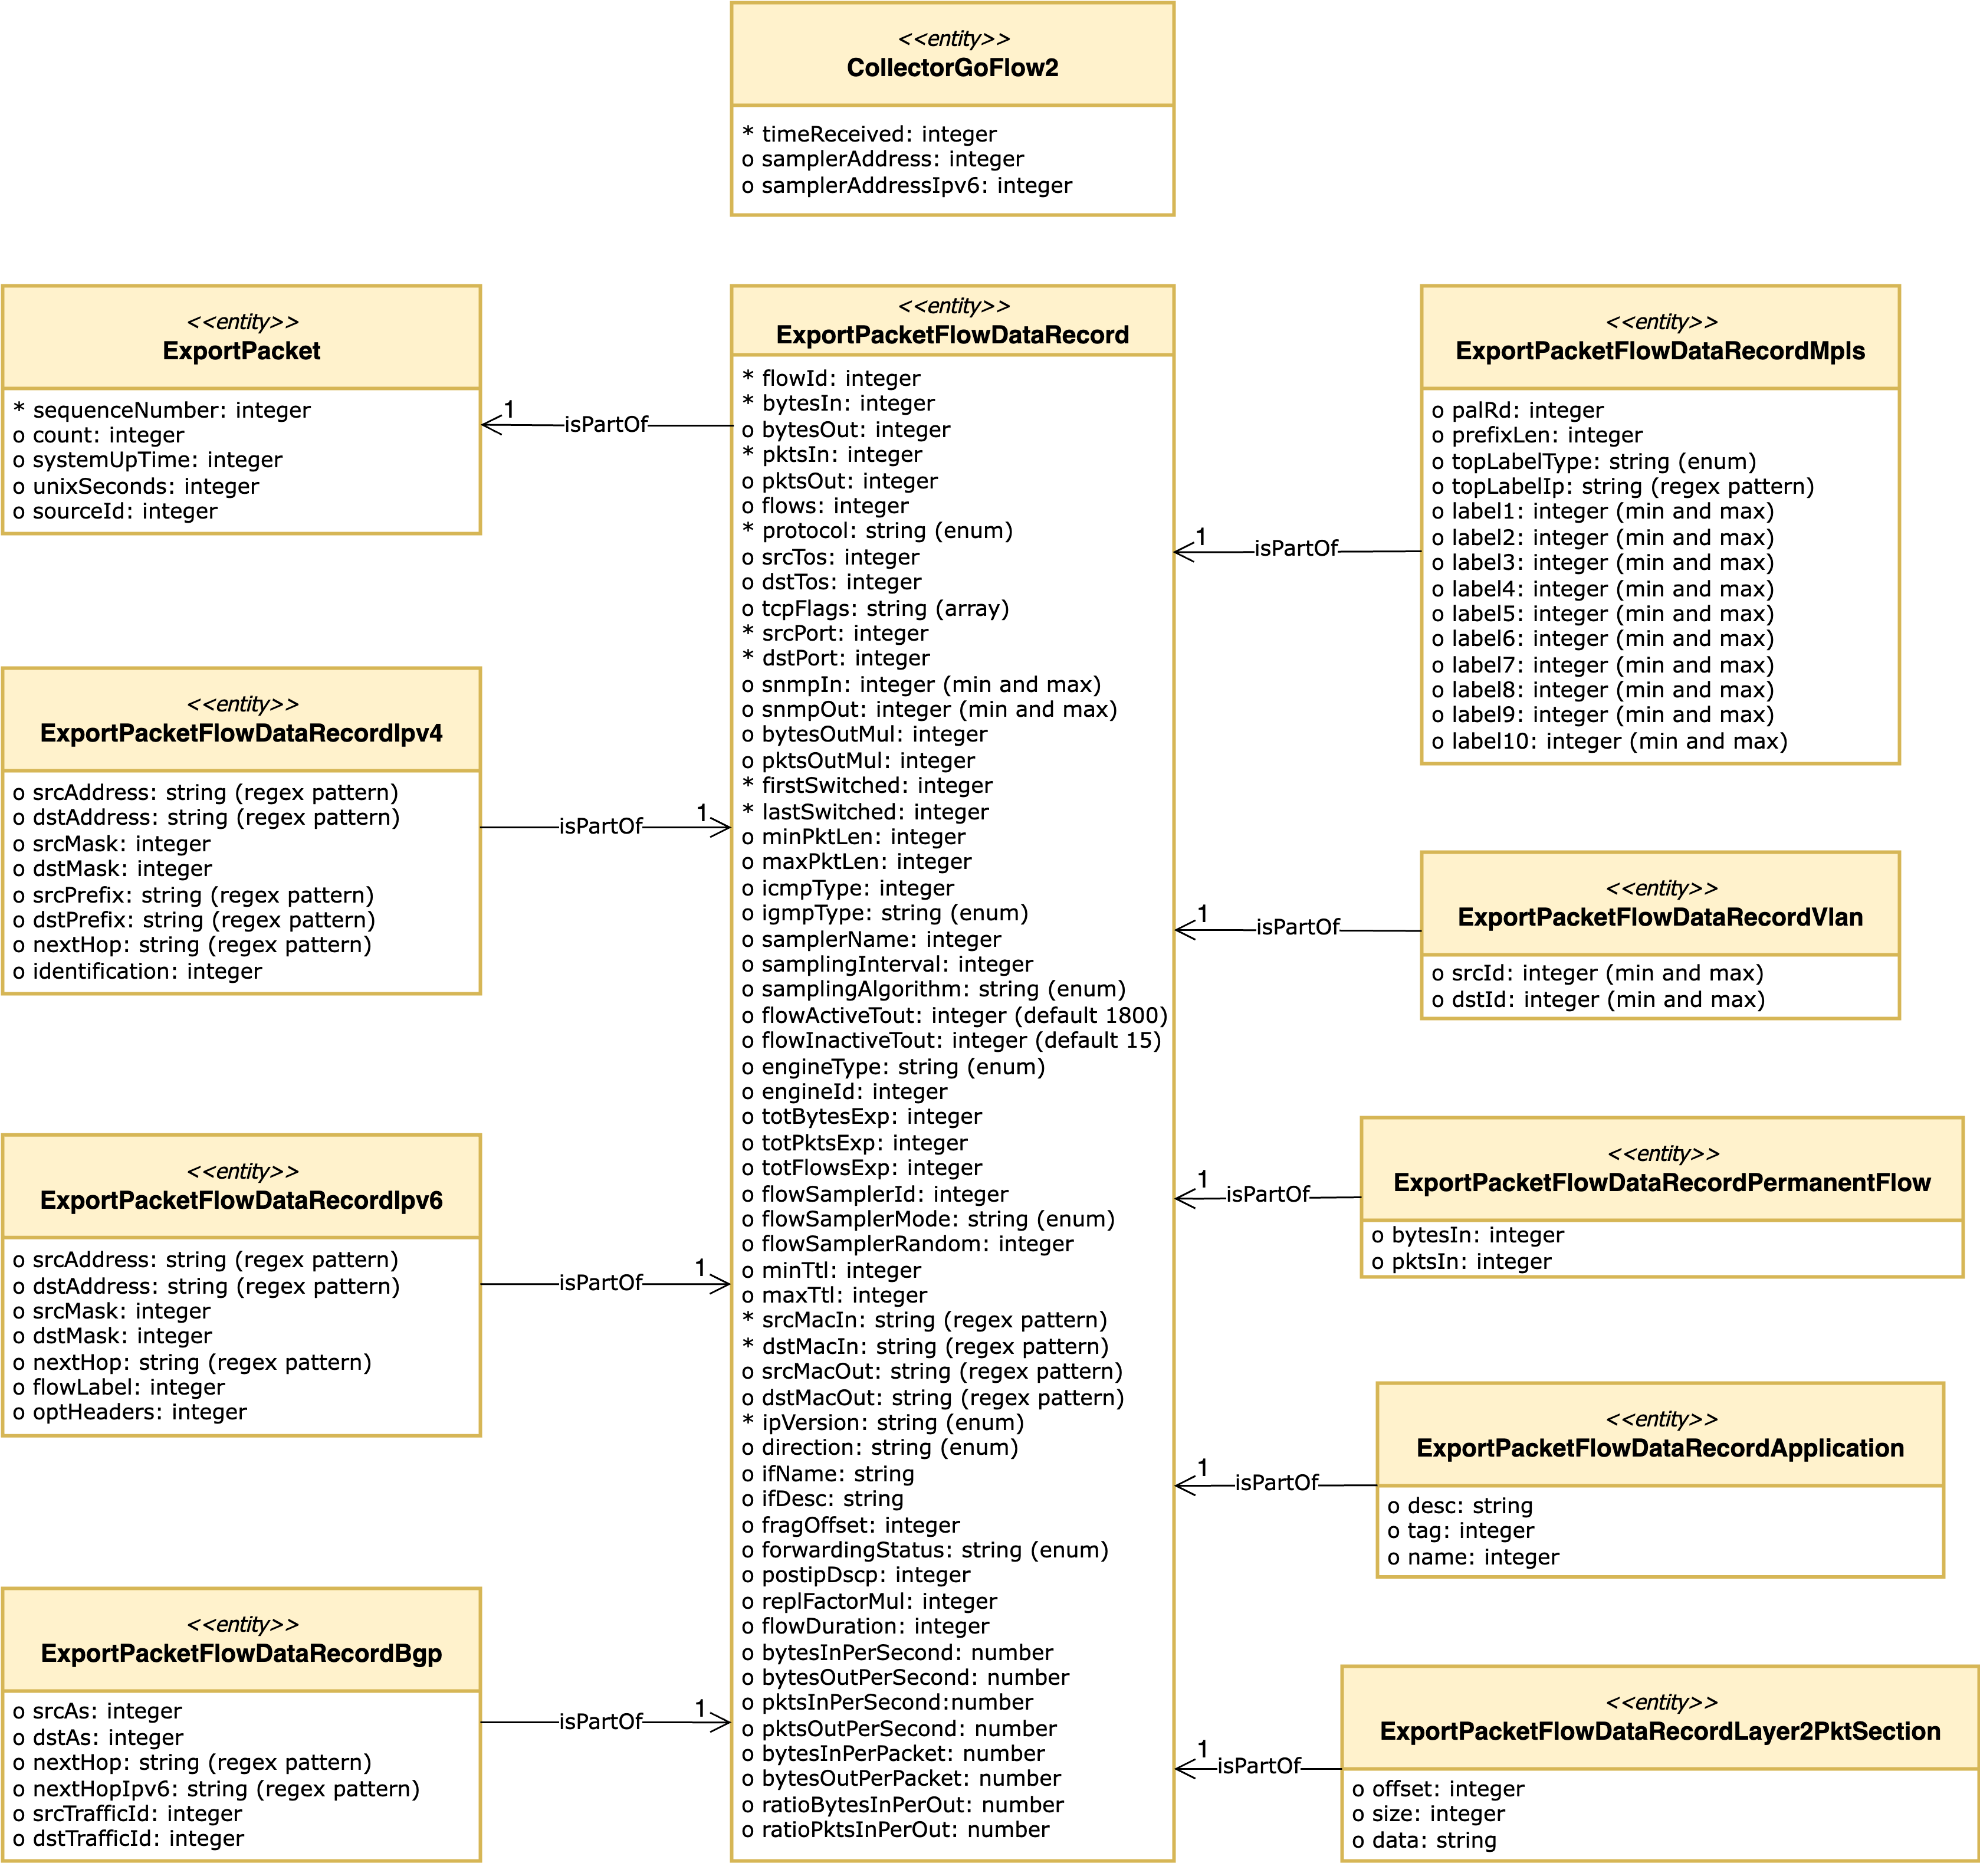 <<entity>>
CollectorGoFlow2
* timeReceived: integer
o samplerAddress: integer
o samplerAddressIpv6: integer
<<entity>>
ExportPacket
* sequenceNumber: integer
o count: integer
o systemUpTime: integer
o unixSeconds: integer
o sourceId: integer
1
isPartOf
<<entity>>
ExportPacketFlowDataRecordIpv4
o srcAddress: string (regex pattern)
o dstAddress: string (regex pattern)
o srcMask: integer
o dstMask: integer
o srcPrefix: string (regex pattern)
o dstPrefix: string (regex pattern)
o nextHop: string (regex pattern)
o identification: integer
isPartOf
1
<<entity>>
ExportPacketFlowDataRecordIpv6
o srcAddress: string (regex pattern)
o dstAddress: string (regex pattern)
o srcMask: integer
o dstMask: integer
o nextHop: string (regex pattern)
o flowLabel: integer
o optHeaders: integer
isPartOf
1
<<entity>>
ExportPacketFlowDataRecordBgp
o srcAs: integer
o dstAs: integer
o nextHop: string (regex pattern)
o nextHopIpv6: string (regex pattern)
o srcTrafficId: integer
o dstTrafficId: integer
isPartOf
1
<<entity>>
ExportPacketFlowDataRecord
* flowId: integer
* bytesIn: integer
o bytesOut: integer
* pktsIn: integer
o pktsOut: integer
o flows: integer
* protocol: string (enum)
o srcTos: integer
o dstTos: integer
o tcpFlags: string (array)
* srcPort: integer
* dstPort: integer
o snmpIn: integer (min and max)
o snmpOut: integer (min and max)
o bytesOutMul: integer
o pktsOutMul: integer
* firstSwitched: integer
* lastSwitched: integer
o minPktLen: integer
o maxPktLen: integer
o icmpType: integer
o igmpType: string (enum)
o samplerName: integer
o samplingInterval: integer
o samplingAlgorithm: string (enum)
o flowActiveTout: integer (default 1800)
o flowInactiveTout: integer (default 15)
o engineType: string (enum)
o engineId: integer
o totBytesExp: integer
o totPktsExp: integer
o totFlowsExp: integer
o flowSamplerId: integer
o flowSamplerMode: string (enum)
o flowSamplerRandom: integer
o minTtl: integer
o maxTtl: integer
* srcMacIn: string (regex pattern)
* dstMacIn: string (regex pattern)
o srcMacOut: string (regex pattern)
o dstMacOut: string (regex pattern)
* ipVersion: string (enum)
o direction: string (enum)
o ifName: string
o ifDesc: string
o fragOffset: integer
o forwardingStatus: string (enum)
o postipDscp: integer
o replFactorMul: integer
o flowDuration: integer
o bytesInPerSecond: number
o bytesOutPerSecond: number
o pktsInPerSecond:number
o pktsOutPerSecond: number
o bytesInPerPacket: number
o bytesOutPerPacket: number
o ratioBytesInPerOut: number
o ratioPktsInPerOut: number
<<entity>>
ExportPacketFlowDataRecordMpls
o palRd: integer
o prefixLen: integer
o topLabelType: string (enum)
o topLabelIp: string (regex pattern)
o label1: integer (min and max)
o label2: integer (min and max)
o label3: integer (min and max)
o label4: integer (min and max)
o label5: integer (min and max)
o label6: integer (min and max)
o label7: integer (min and max)
o label8: integer (min and max)
o label9: integer (min and max)
o label10: integer (min and max)
1
isPartOf
<<entity>>
ExportPacketFlowDataRecordVlan
o srcId: integer (min and max)
o dstId: integer (min and max)
1
isPartOf
<<entity>>
ExportPacketFlowDataRecordPermanentFlow
o bytesIn: integer
o pktsIn: integer
1
isPartOf
<<entity>>
ExportPacketFlowDataRecordApplication
o desc: string
o tag: integer
o name: integer
1
isPartOf
<<entity>>
ExportPacketFlowDataRecordLayer2PktSection
o offset: integer
o size: integer
o data: string
1
isPartOf